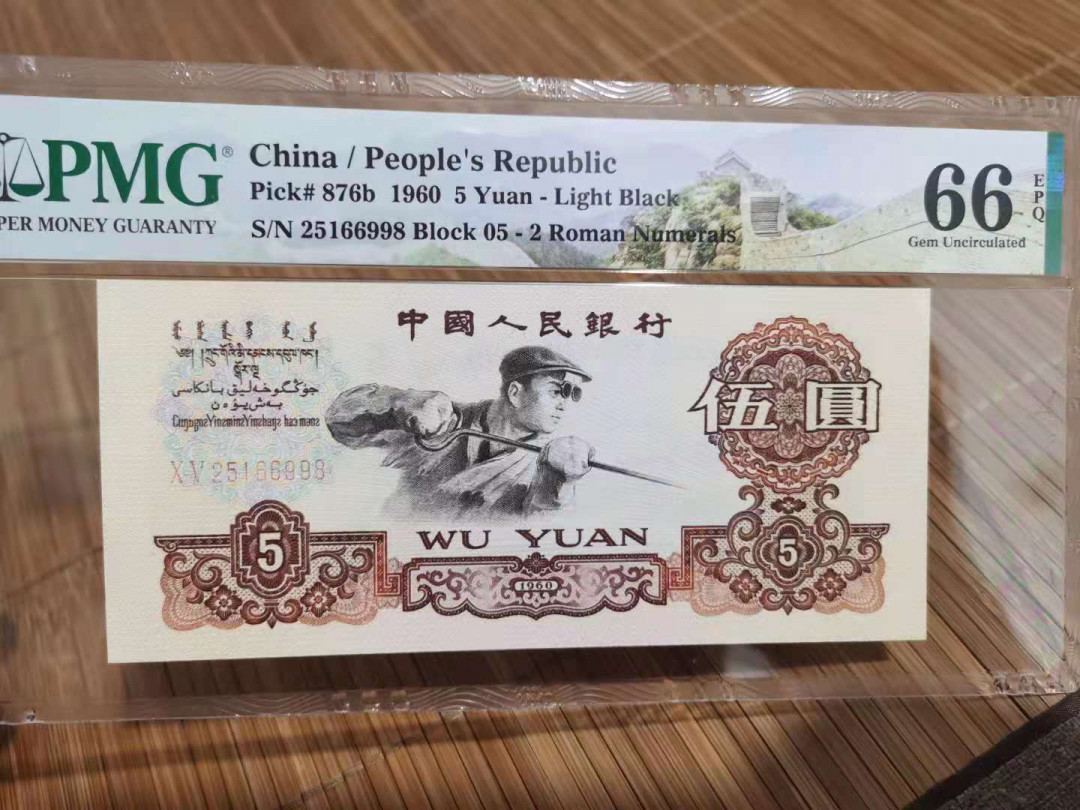 PMG®
PER MONEY GUARANTY
China / People's Republic
Pick# 876b 1960 5 Yuan - Light Black
S/N 25166998 Block 05 - 2 Roman Numerals
66 EPQ
Gem Uncirculated
中國人民銀行
伍圓
XV 25166998
WU YUAN
5
1960
5